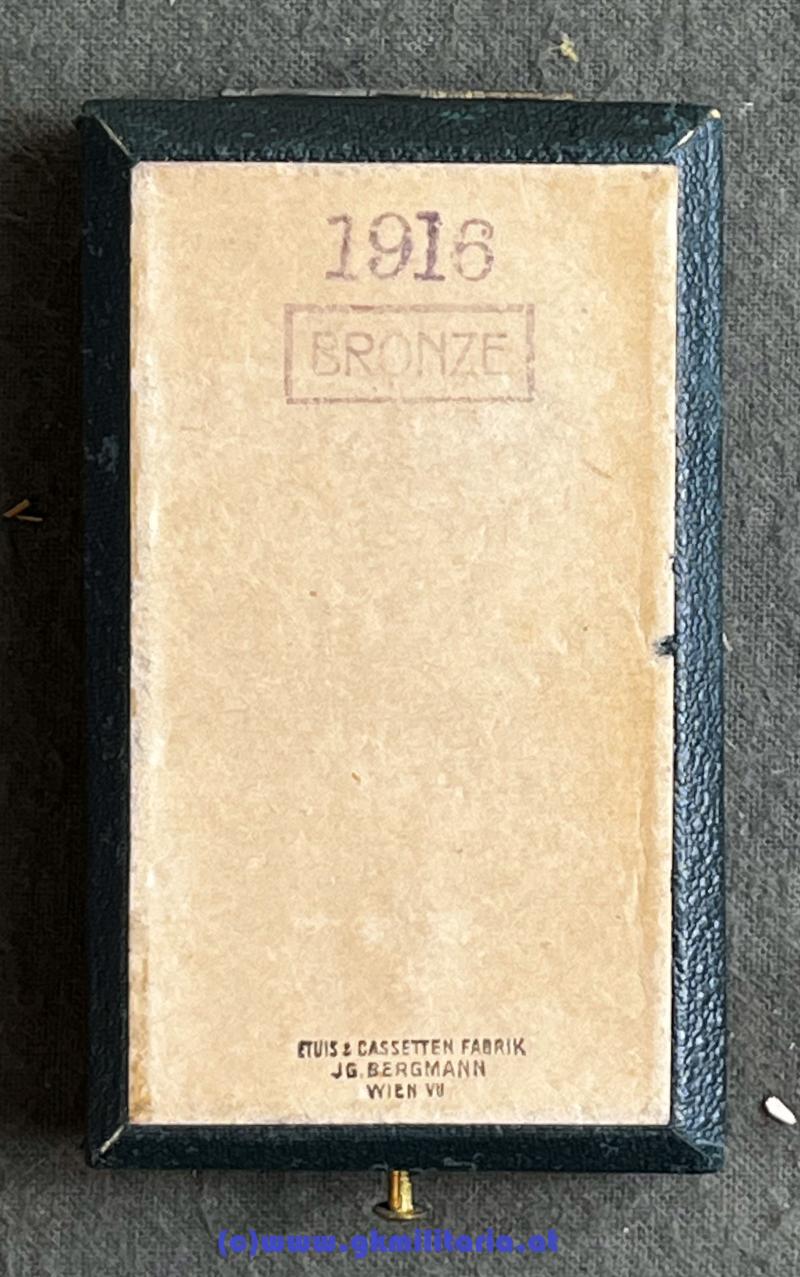 1916
BRONZE
ETUIS & CASSETTEN FABRIK
JG. BERGMANN
WIEN VII
(c)www.gkmilitaria.at